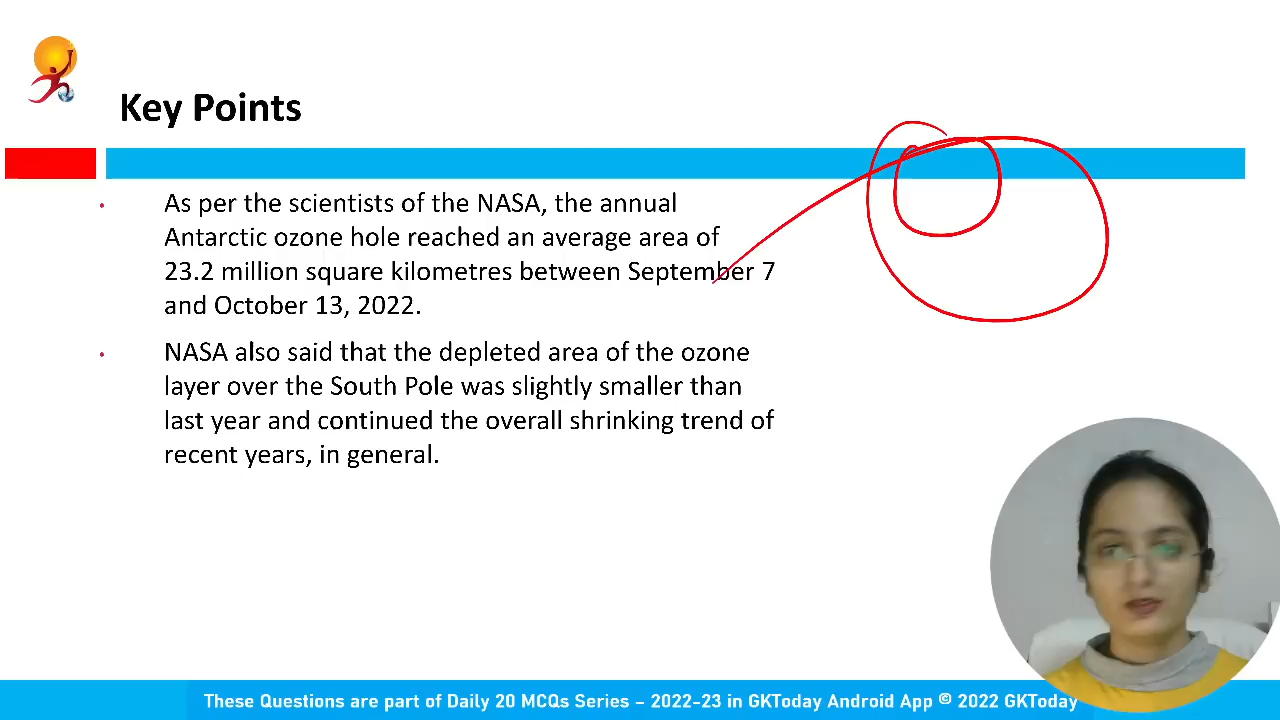 Key Points
• As per the scientists of the NASA, the annual
Antarctic ozone hole reached an average area of
23.2 million square kilometres between September 7
and October 13, 2022.
• NASA also said that the depleted area of the ozone
layer over the South Pole was slightly smaller than
last year and continued the overall shrinking trend of
recent years, in general.
These Questions are part of Daily 20 MCQs Series – 2022-23 in GKToday Android App © 2022 GKToday